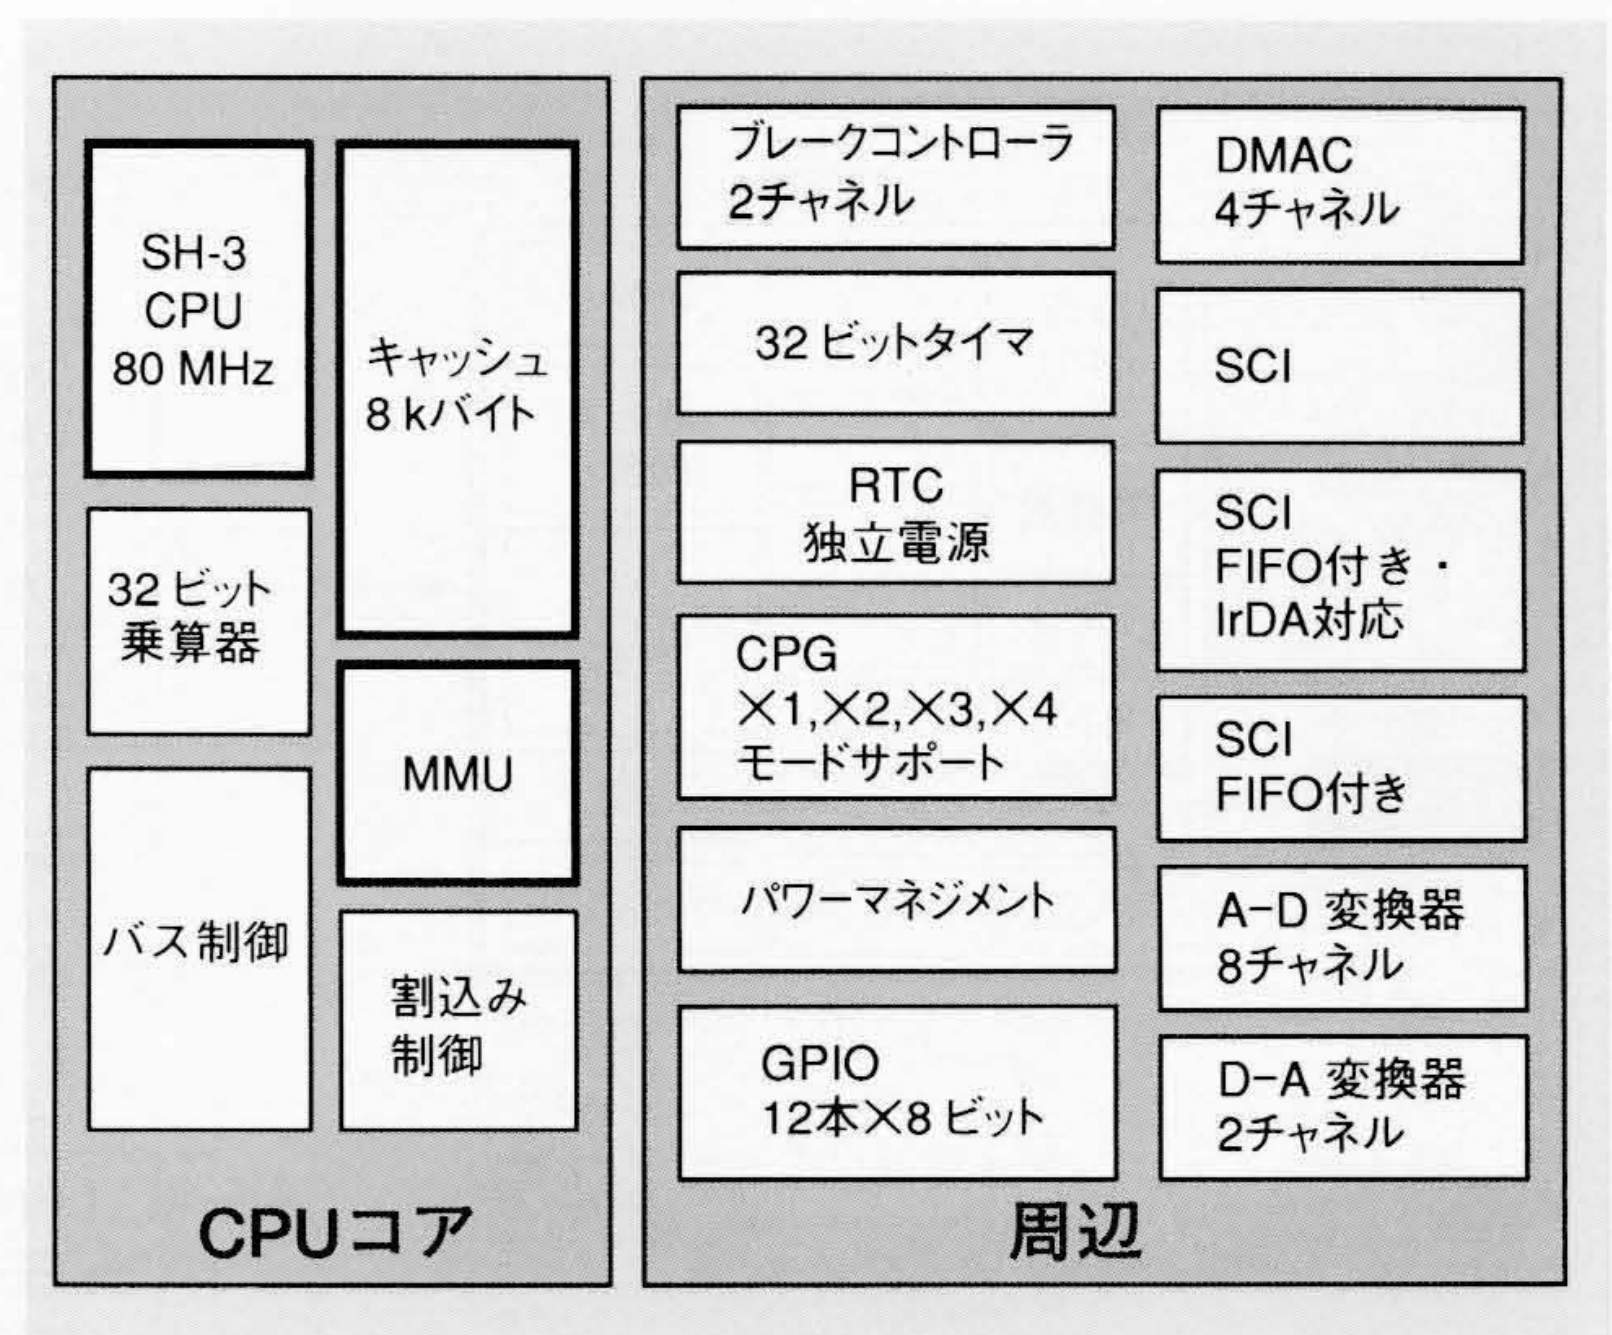 SH-3
CPU
80 MHz
キャッシュ
8 kバイト
32 ビット
乗算器
MMU
バス制御
割込み
制御
CPUコア
ブレークコントローラ
2チャネル
32 ビットタイマ
RTC
独立電源
CPG
×1,×2,×3,×4
モードサポート
パワーマネジメント
GPIO
12本×8 ビット
DMAC
4チャネル
SCI
SCI
FIFO付き・
IrDA対応
SCI
FIFO付き
A-D 変換器
8チャネル
D-A 変換器
2チャネル
周辺